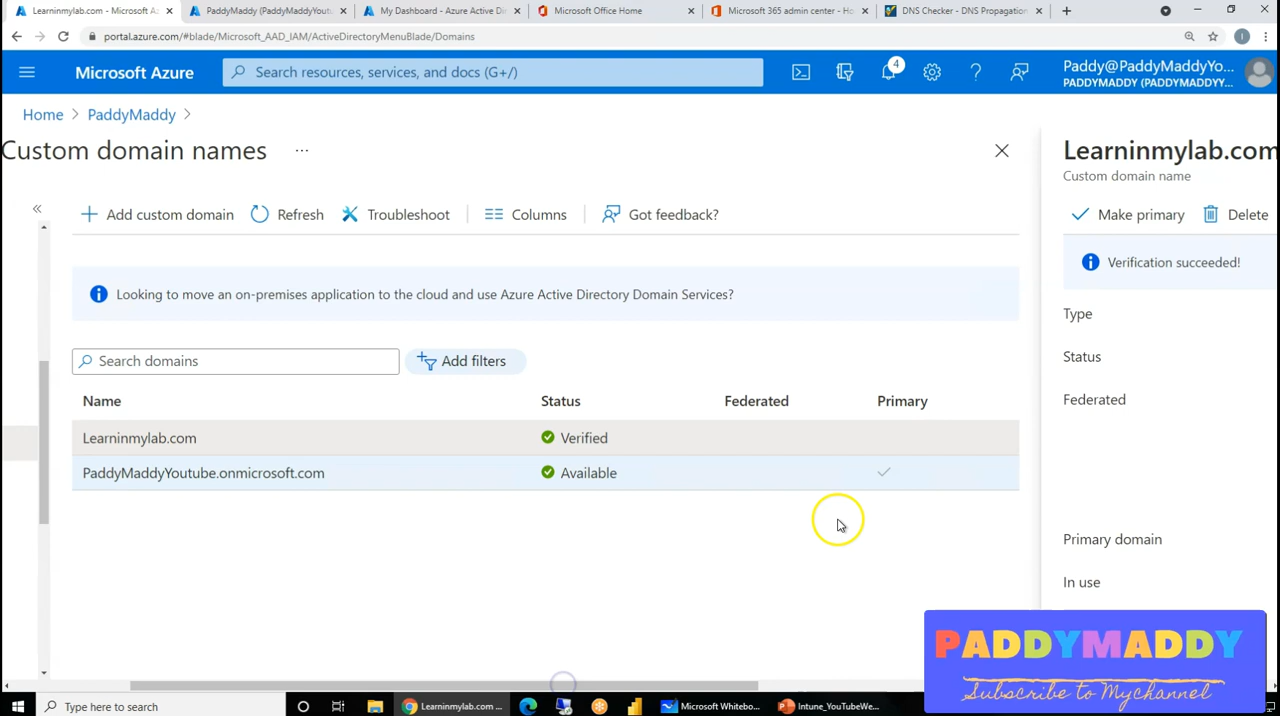 Learninmylab.com - Microsoft Az
PaddyMaddy (PaddyMaddyYoutu
My Dashboard - Azure Active Dir
Microsoft Office Home
Microsoft 365 admin center - Ho
DNS Checker - DNS Propagation
portal.azure.com/#blade/Microsoft_AAD_IAM/ActiveDirectoryMenuBlade/Domains
I
Microsoft Azure
Search resources, services, and docs (G+/)
4
Paddy@PaddyMaddyYo...
PADDYMADDY (PADDYMADDYY...
Home > PaddyMaddy >
Custom domain names ...
Learninmylab.com
Custom domain name
« + Add custom domain Refresh Troubleshoot Columns Got feedback?
Make primary Delete
Looking to move an on-premises application to the cloud and use Azure Active Directory Domain Services?
Verification succeeded!
Type
Status
Federated
Primary domain
In use
Search domains
Add filters
Name Status Federated Primary
Learninmylab.com Verified
PaddyMaddyYoutube.onmicrosoft.com Available
PADDYMADDY
Subscribe to Mychannel
Type here to search
Learninmylab.com ...
Microsoft Whitebo...
Intune_YouTubeWe...